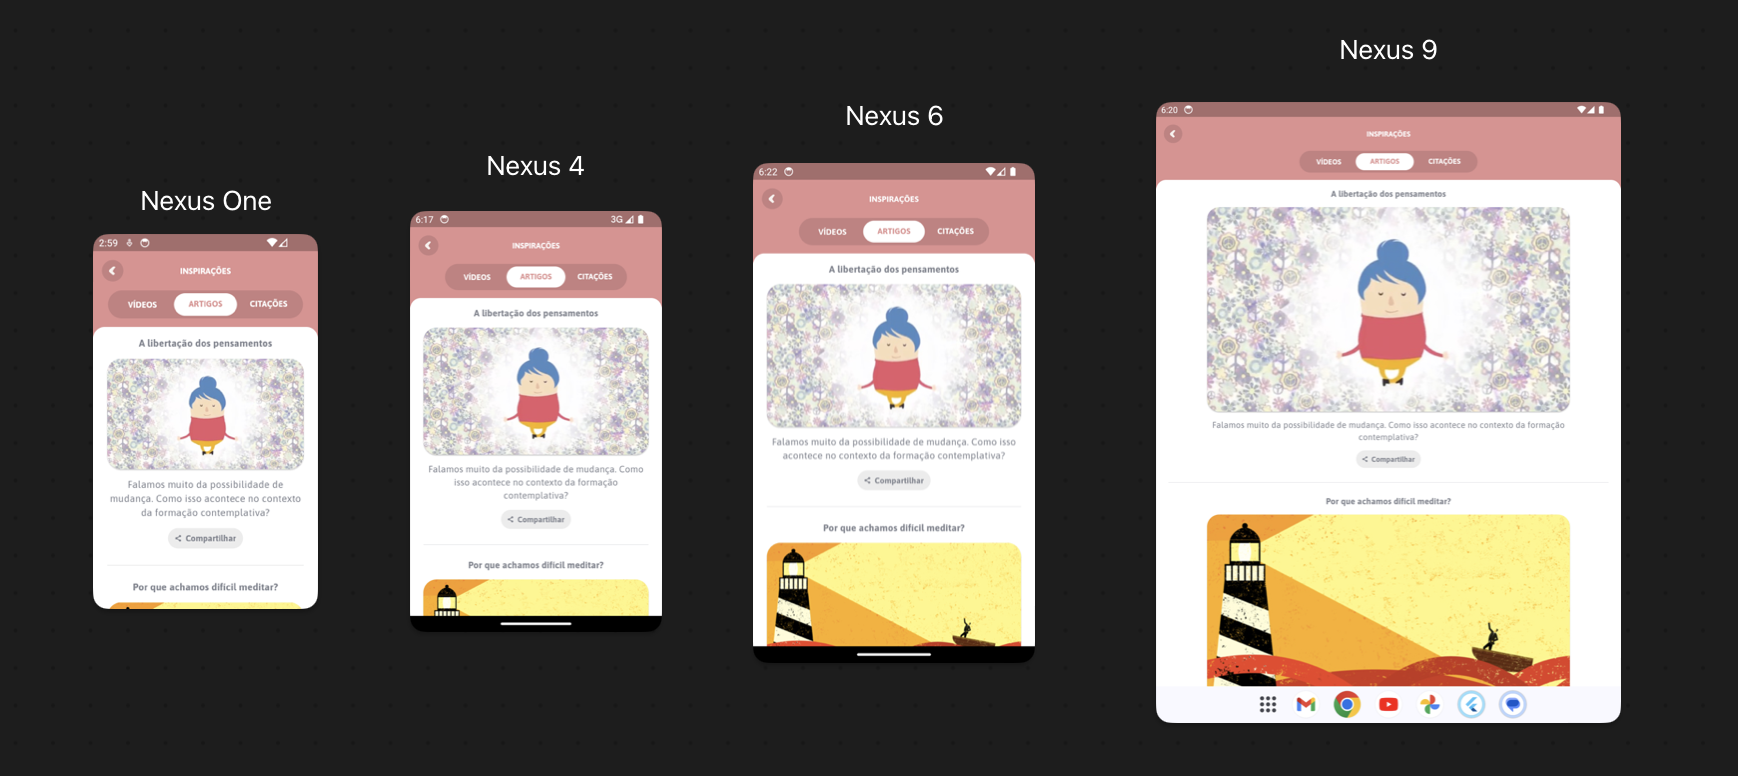 Nexus One
2:59
INSPIRAÇÕES
VÍDEOS ARTIGOS CITAÇÕES
A libertação dos pensamentos
Falamos muito da possibilidade de
mudança. Como isso acontece no contexto
da formação contemplativa?
Compartilhar
Por que achamos difícil meditar?
Nexus 4
6:17 3G
INSPIRAÇÕES
VÍDEOS ARTIGOS CITAÇÕES
A libertação dos pensamentos
Falamos muito da possibilidade de mudança. Como
isso acontece no contexto da formação
contemplativa?
Compartilhar
Por que achamos difícil meditar?
Nexus 6
6:22
INSPIRAÇÕES
VÍDEOS ARTIGOS CITAÇÕES
A libertação dos pensamentos
Falamos muito da possibilidade de mudança. Como isso
acontece no contexto da formação contemplativa?
Compartilhar
Por que achamos difícil meditar?
Nexus 9
6:20
INSPIRAÇÕES
VÍDEOS ARTIGOS CITAÇÕES
A libertação dos pensamentos
Falamos muito da possibilidade de mudança. Como isso acontece no contexto da formação
contemplativa?
Compartilhar
Por que achamos difícil meditar?